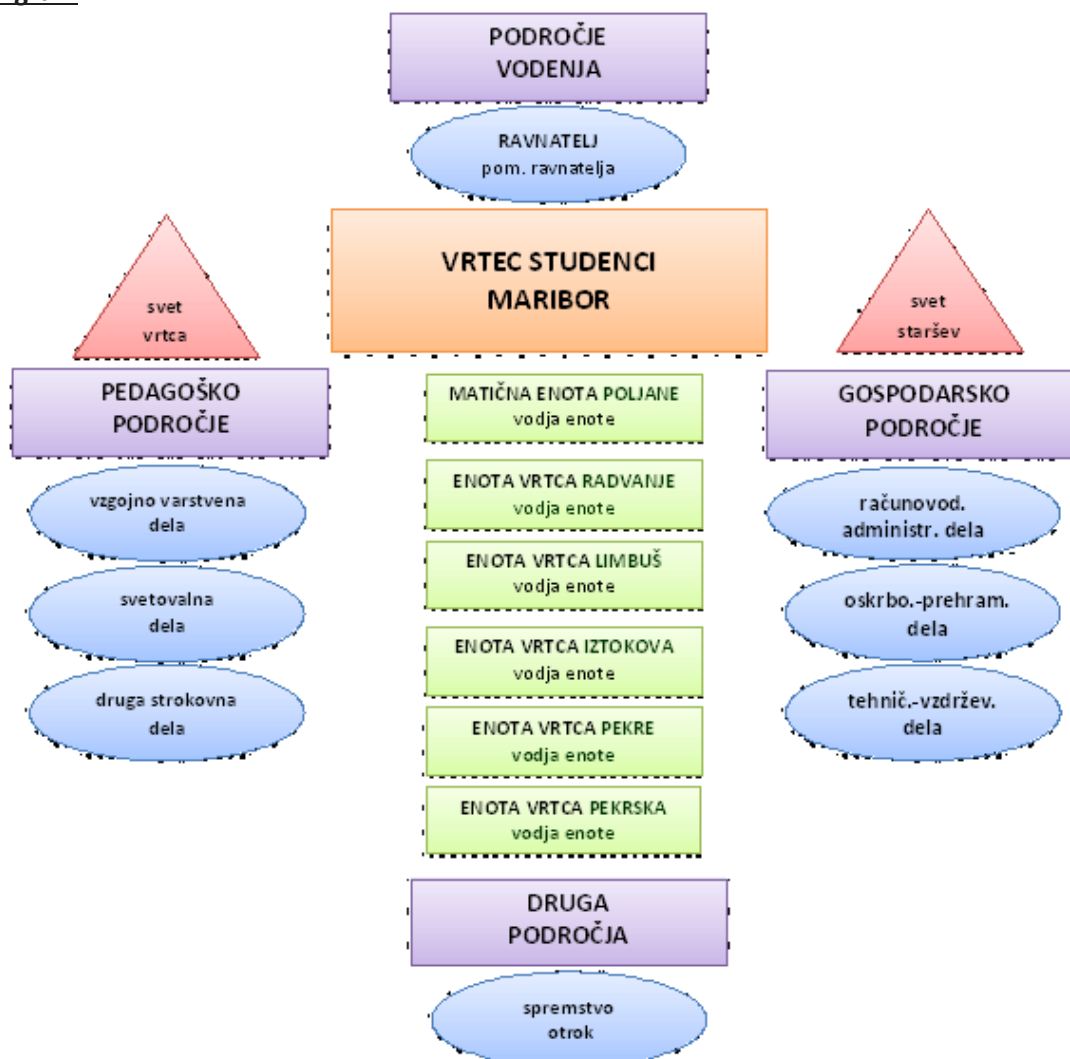 PODROČJE
VODENJA
RAVNATELJ
pom. ravnatelja
VRTEC STUDENCI
MARIBOR
svet
vrtca
svet
staršev
PEDAGOŠKO
PODROČJE
vzgojno varstvena
dela
svetovalna
dela
druga strokovna
dela
MATIČNA ENOTA POLJANE
vodja enote
ENOTA VRTCA RADVANJE
vodja enote
ENOTA VRTCA LIMBUŠ
vodja enote
ENOTA VRTCA IZTOKOVA
vodja enote
ENOTA VRTCA PEKRE
vodja enote
ENOTA VRTCA PEKRSKA
vodja enote
GOSPODARSKO
PODROČJE
računovod.
administr. dela
oskrbo.-prehram.
dela
tehnič.-vzdržev.
dela
DRUGA
PODROČJA
spremstvo
otrok